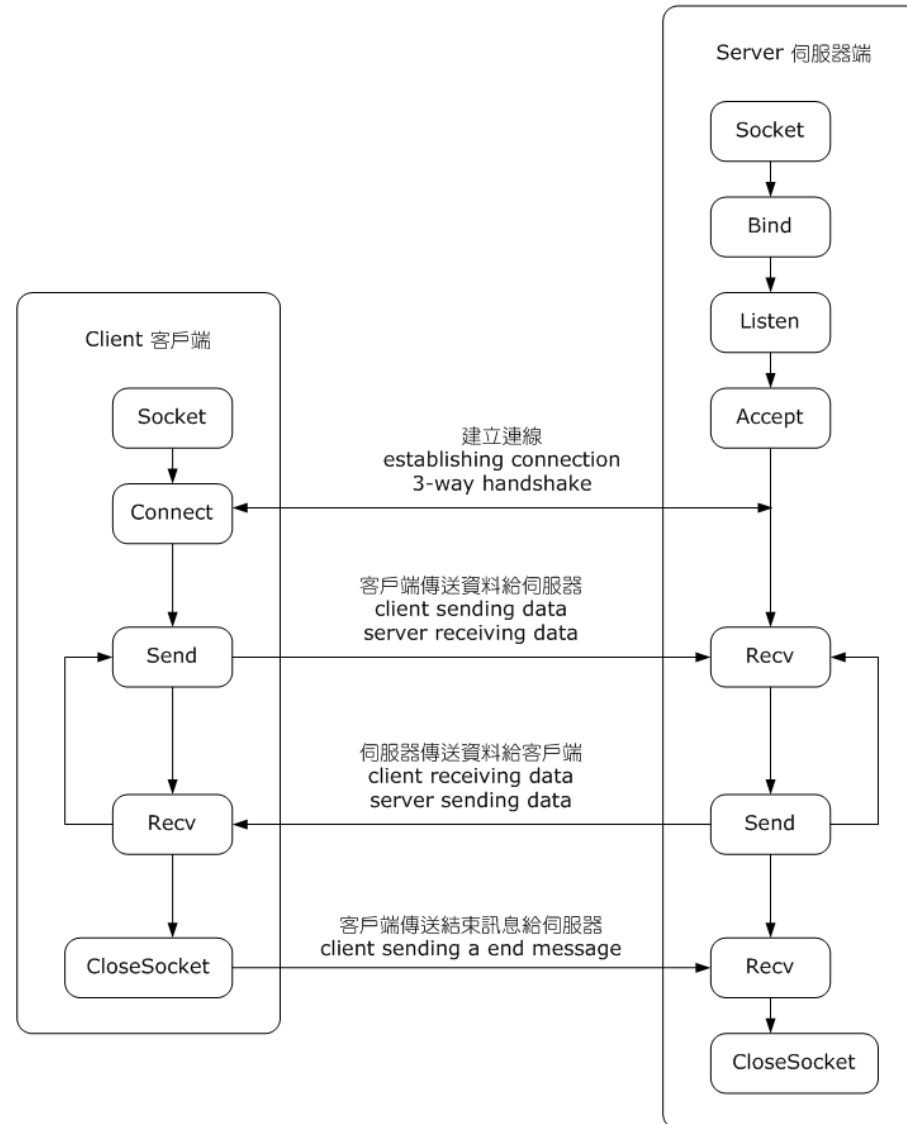 Server 伺服器端
Socket
Bind
Listen
Accept
Client 客戶端
Socket
Connect
建立連線
establishing connection
3-way handshake
客戶端傳送資料給伺服器
client sending data
server receiving data
Send
Recv
伺服器傳送資料給客戶端
client receiving data
server sending data
Recv
Send
客戶端傳送結束訊息給伺服器
client sending a end message
CloseSocket
Recv
CloseSocket